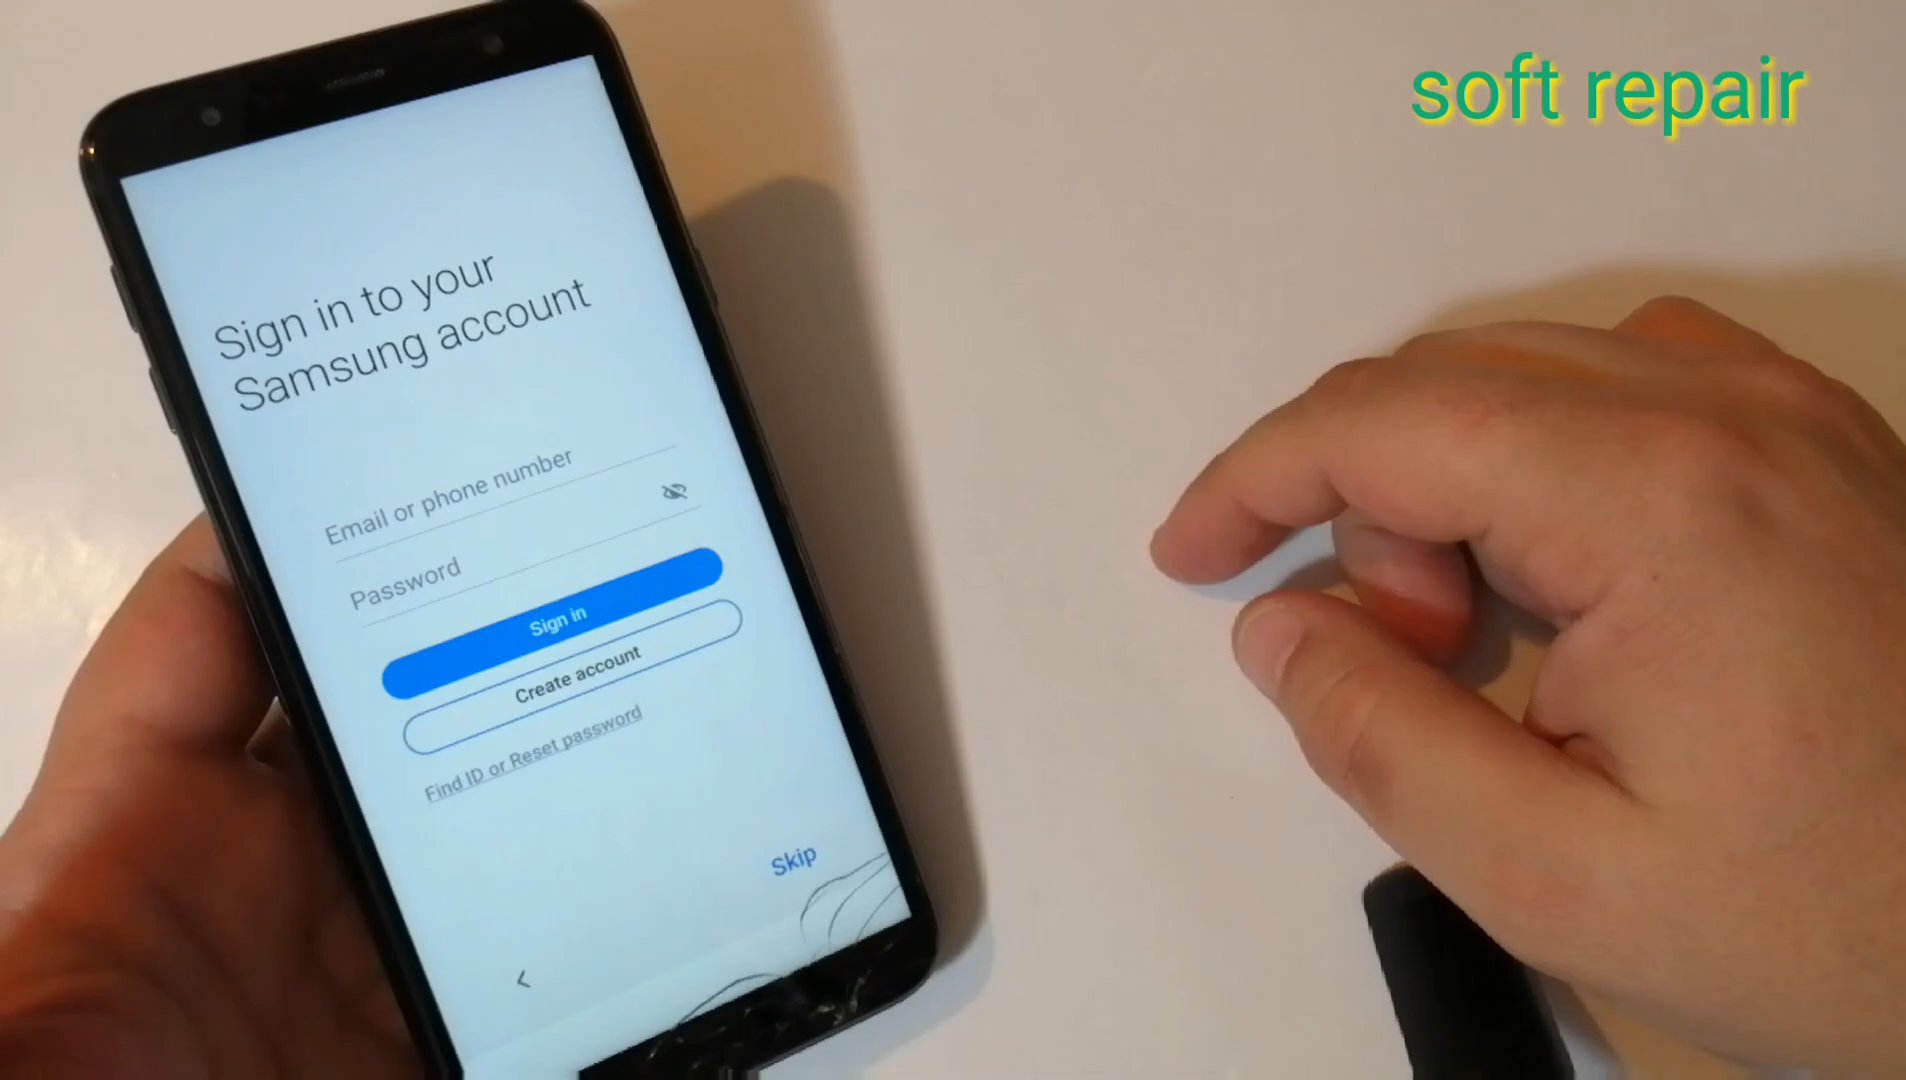 soft repair
Sign in to your
Samsung account
Email or phone number
Password
Sign in
Create account
Find ID or Reset password
Skip